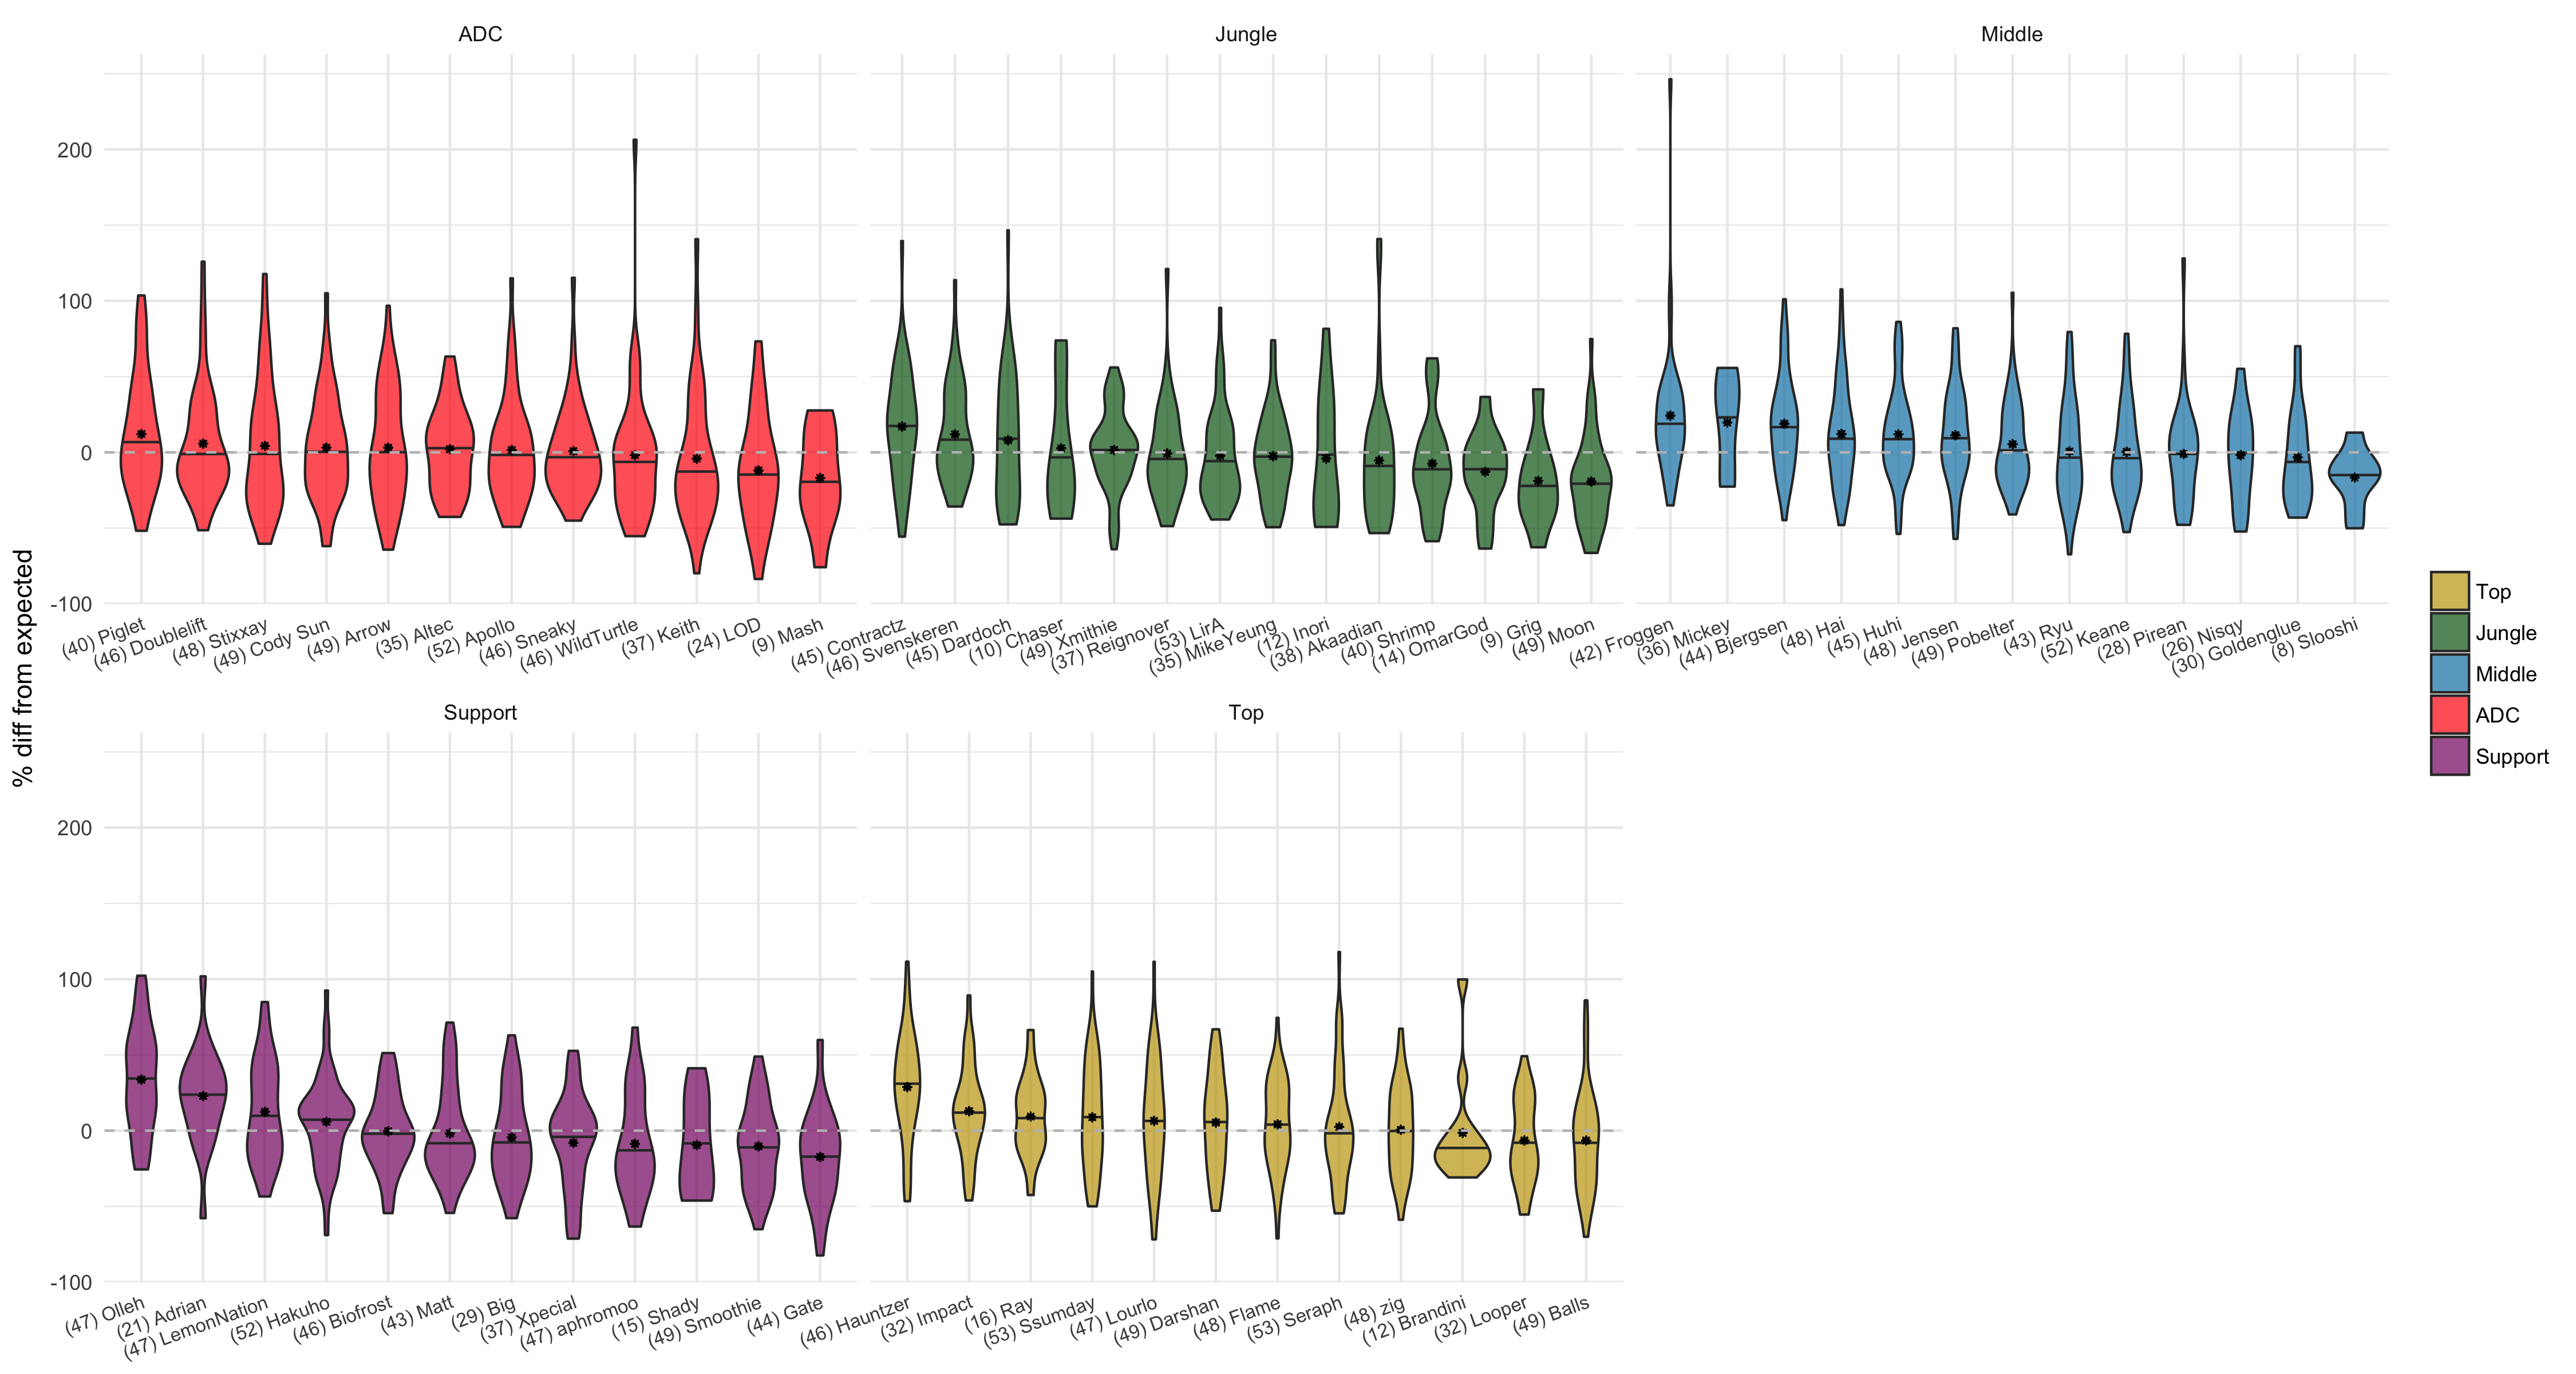 ADC
Jungle
Middle
200
100
0
-100
(40) Piglet
(46) Doublelift
(48) Stixxay
(49) Cody Sun
(49) Arrow
(35) Altec
(52) Apollo
(46) Sneaky
(46) WildTurtle
(37) Keith
(24) LOD
(9) Mash
(45) Contractz
(46) Svenskeren
(45) Dardoch
(10) Chaser
(49) Xmithie
(37) Reignover
(53) LirA
(35) MikeYeung
(12) Inori
(38) Akaadian
(40) Shrimp
(14) OmarGod
(9) Grig
(49) Moon
(42) Froggen
(36) Mickey
(44) Bjergsen
(48) Hai
(45) Huhi
(48) Jensen
(49) Pobelter
(43) Ryu
(52) Keane
(28) Pirean
(26) Nisqy
(30) Goldenglue
(8) Slooshi
% diff from expected
Support
Top
200
100
0
-100
(47) Olleh
(21) Adrian
(47) LemonNation
(52) Hakuho
(46) Biofrost
(43) Matt
(29) Big
(37) Xpecial
(47) aphromoo
(15) Shady
(49) Smoothie
(44) Gate
(46) Hauntzer
(32) Impact
(16) Ray
(53) Ssumday
(47) Lourlo
(49) Darshan
(48) Flame
(53) Seraph
(48) zig
(12) Brandini
(32) Looper
(49) Balls
Top
Jungle
Middle
ADC
Support